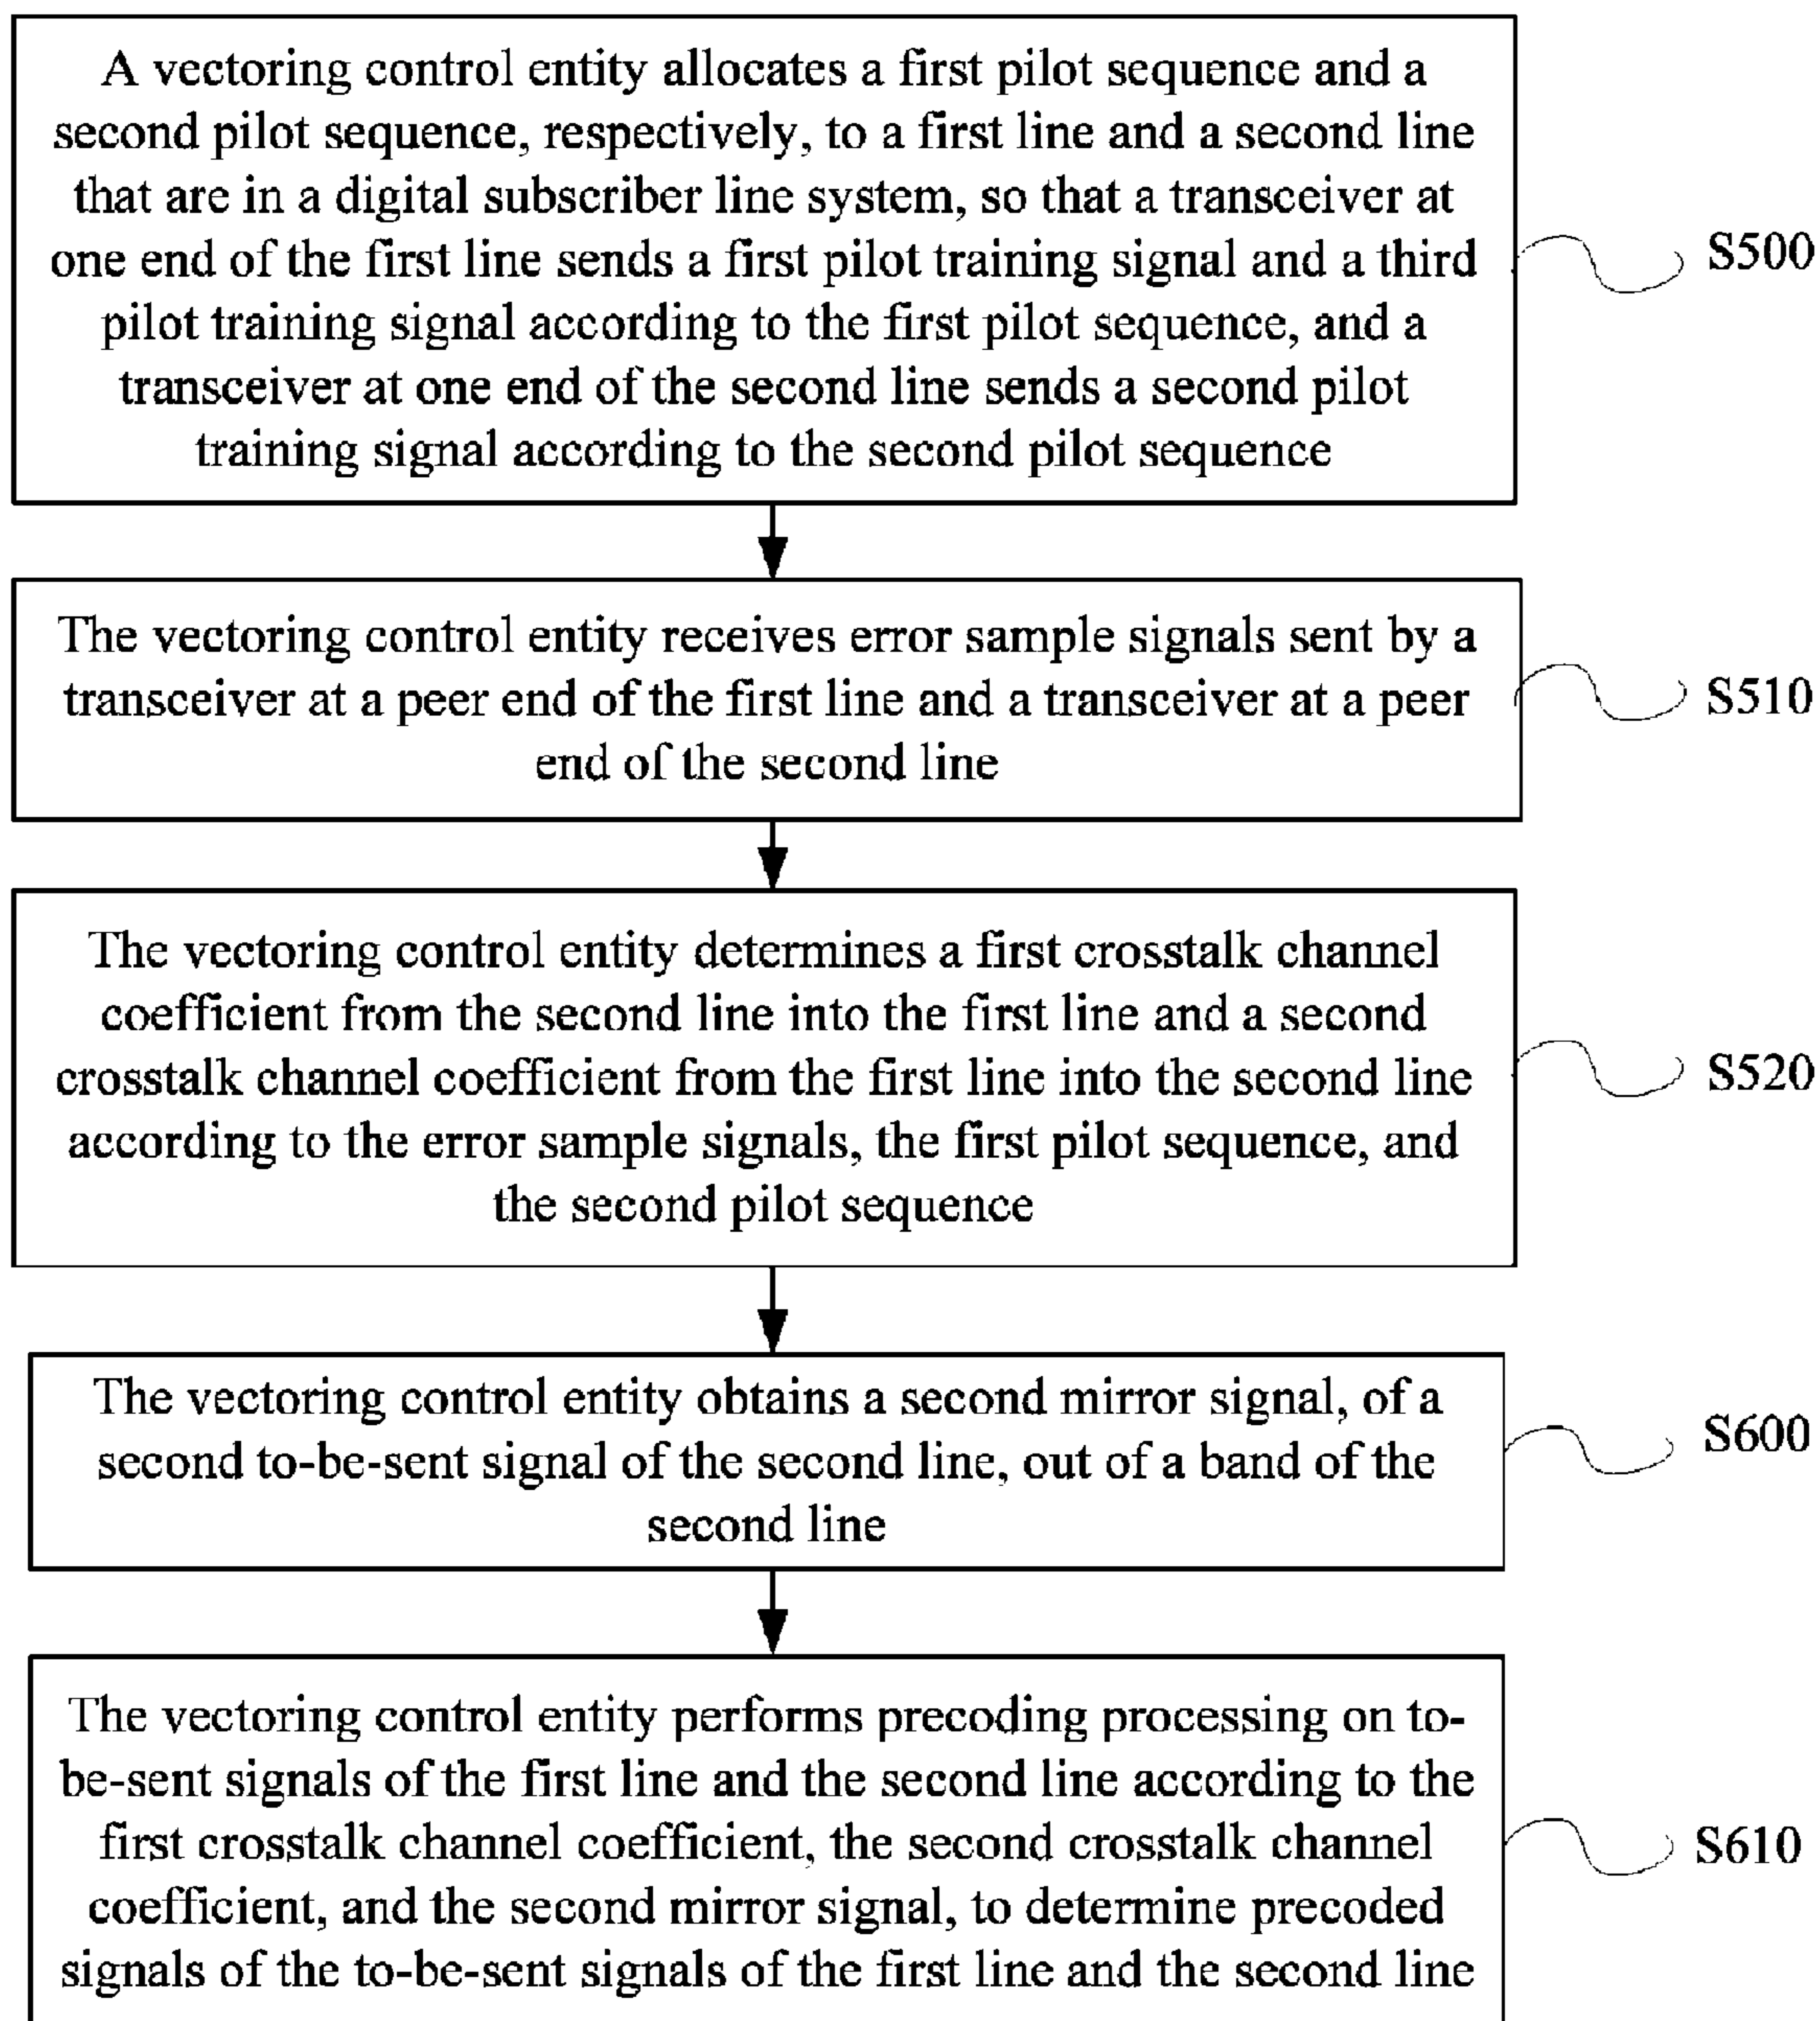 A vectoring control entity allocates a first pilot sequence and a
second pilot sequence, respectively, to a first line and a second line
that are in a digital subscriber line system, so that a transceiver at
one end of the first line sends a first pilot training signal and a third
pilot training signal according to the first pilot sequence, and a
transceiver at one end of the second line sends a second pilot
training signal according to the second pilot sequence
S500
The vectoring control entity receives error sample signals sent by a
transceiver at a peer end of the first line and a transceiver at a peer
end of the second line
S510
The vectoring control entity determines a first crosstalk channel
coefficient from the second line into the first line and a second
crosstalk channel coefficient from the first line into the second line
according to the error sample signals, the first pilot sequence, and
the second pilot sequence
S520
The vectoring control entity obtains a second mirror signal, of a
second to-be-sent signal of the second line, out of a band of the
second line
S600
The vectoring control entity performs precoding processing on to-
be-sent signals of the first line and the second line according to the
first crosstalk channel coefficient, the second crosstalk channel
coefficient, and the second mirror signal, to determine precoded
signals of the to-be-sent signals of the first line and the second line
S610